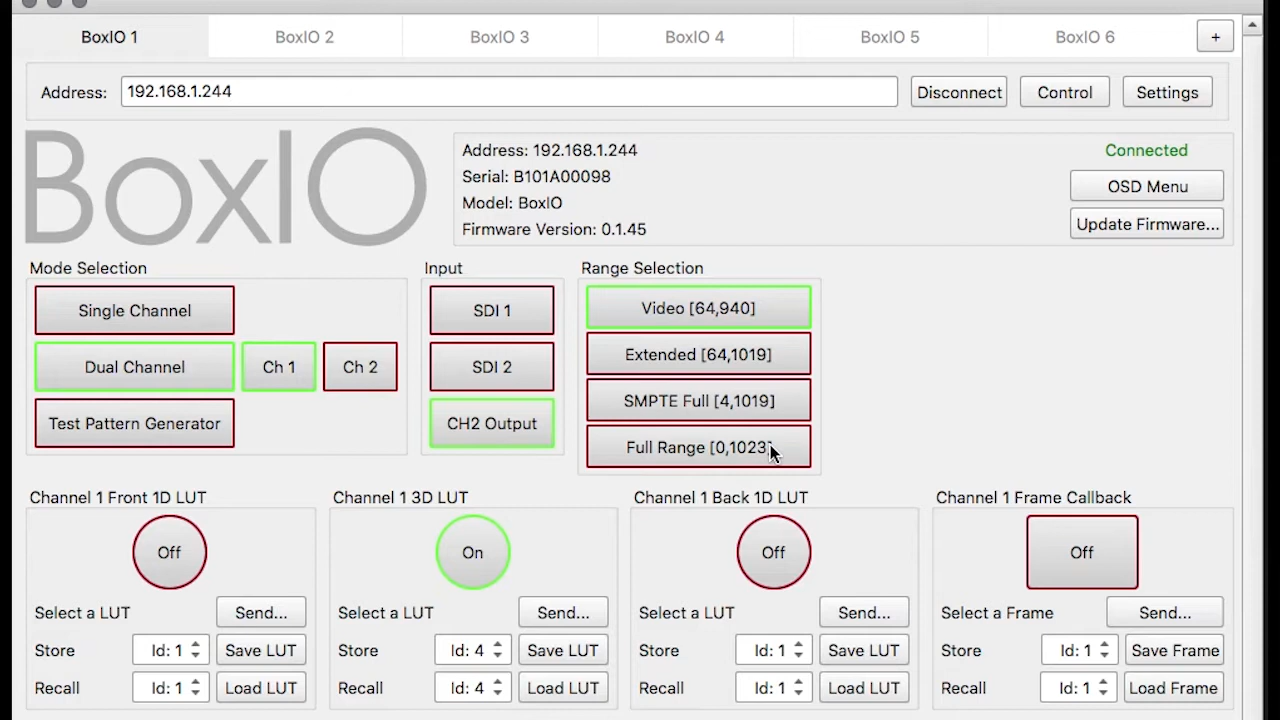 BoxIO 1 BoxIO 2 BoxIO 3 BoxIO 4 BoxIO 5 BoxIO 6 +
Address: 192.168.1.244 Disconnect Control Settings
BoxIO
Address: 192.168.1.244 Connected
Serial: B101A00098 OSD Menu
Model: BoxIO
Firmware Version: 0.1.45 Update Firmware...
Mode Selection Input Range Selection
Single Channel SDI 1 Video [64,940]
Dual Channel Ch 1 Ch 2 SDI 2 Extended [64,1019]
Test Pattern Generator CH2 Output SMPTE Full [4,1019]
Full Range [0,1023]
Channel 1 Front 1D LUT Channel 1 3D LUT Channel 1 Back 1D LUT Channel 1 Frame Callback
Off On Off Off
Select a LUT Send... Select a LUT Send... Select a LUT Send... Select a Frame Send...
Store Id: 1 Save LUT Store Id: 4 Save LUT Store Id: 1 Save LUT Store Id: 1 Save Frame
Recall Id: 1 Load LUT Recall Id: 4 Load LUT Recall Id: 1 Load LUT Recall Id: 1 Load Frame